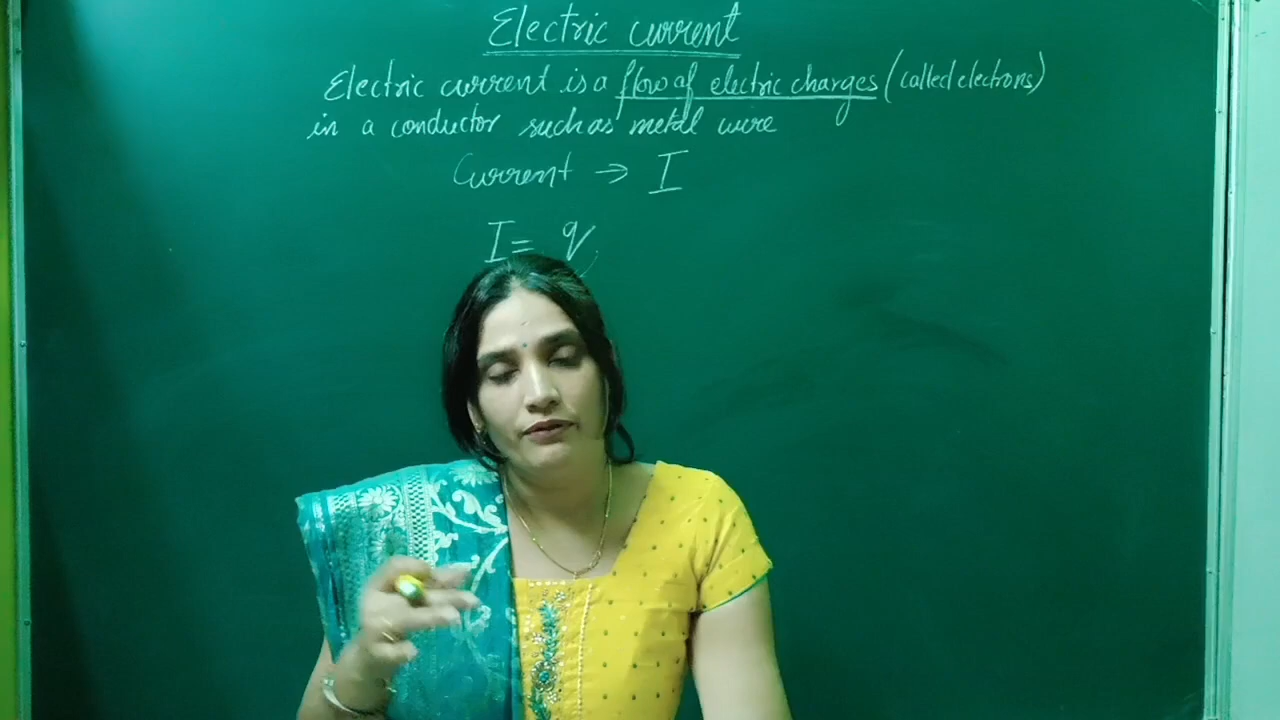 Electric current
Electric current is a flow of electric charges (called electrons)
in a conductor such as metal wire
Current → I
I = q